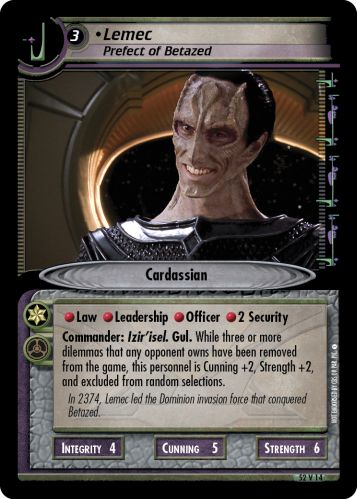 3
•Lemec
Prefect of Betazed
Cardassian
Law Leadership Officer 2 Security
Commander: Izir'isel. Gul. While three or more
dilemmas that any opponent owns have been removed
from the game, this personnel is Cunning +2, Strength +2,
and excluded from random selections.
In 2374, Lemec led the Dominion invasion force that conquered
Betazed.
INTEGRITY 4 CUNNING 5 STRENGTH 6
52 V 14